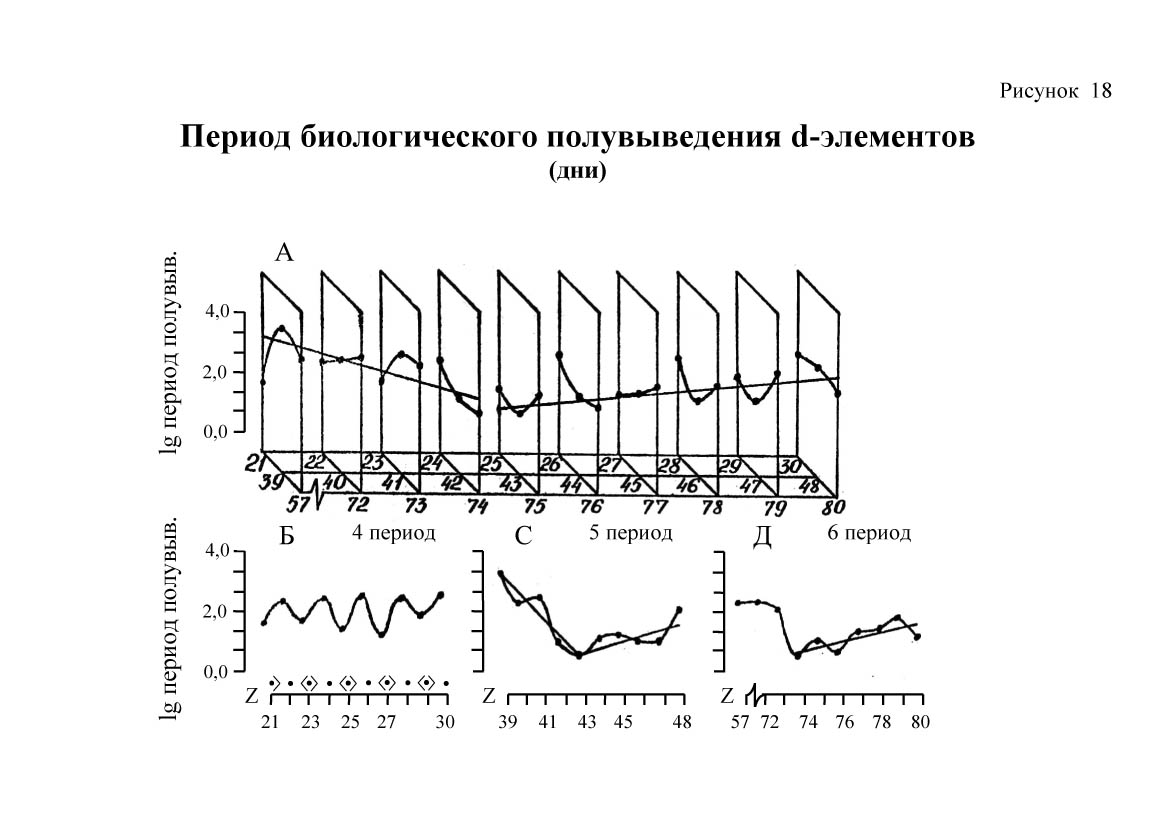 Рисунок 18
Период биологического полувыведения d-элементов
(дни)
А
lg период полувыв.
4,0
2,0
0,0
21 22 23 24 25 26 27 28 29 30
39 40 41 42 43 44 45 46 47 48
57 72 73 74 75 76 77 78 79 80
Б 4 период С 5 период Д 6 период
lg период полувыв.
4,0
2,0
0,0
Z Z Z
21 23 25 27 30 39 41 43 45 48 57 72 74 76 78 80